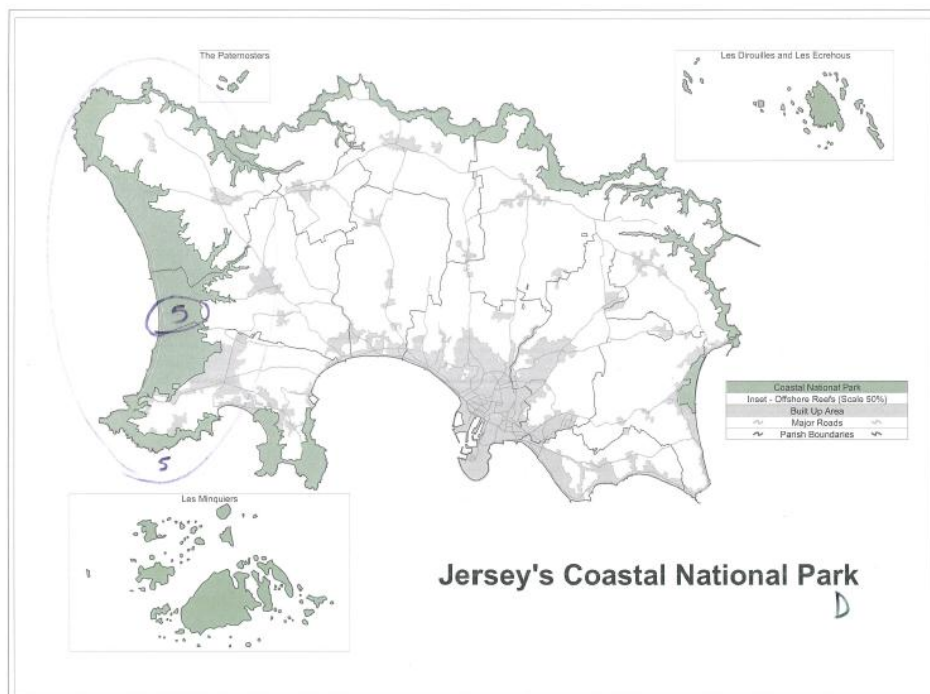 The Paternosters
Les Dirouilles and Les Ecrehous
5
Coastal National Park
Inset - Offshore Reefs (Scale 50%)
Built Up Area
Major Roads
Parish Boundaries
5
Les Minquiers
Jersey's Coastal National Park
D